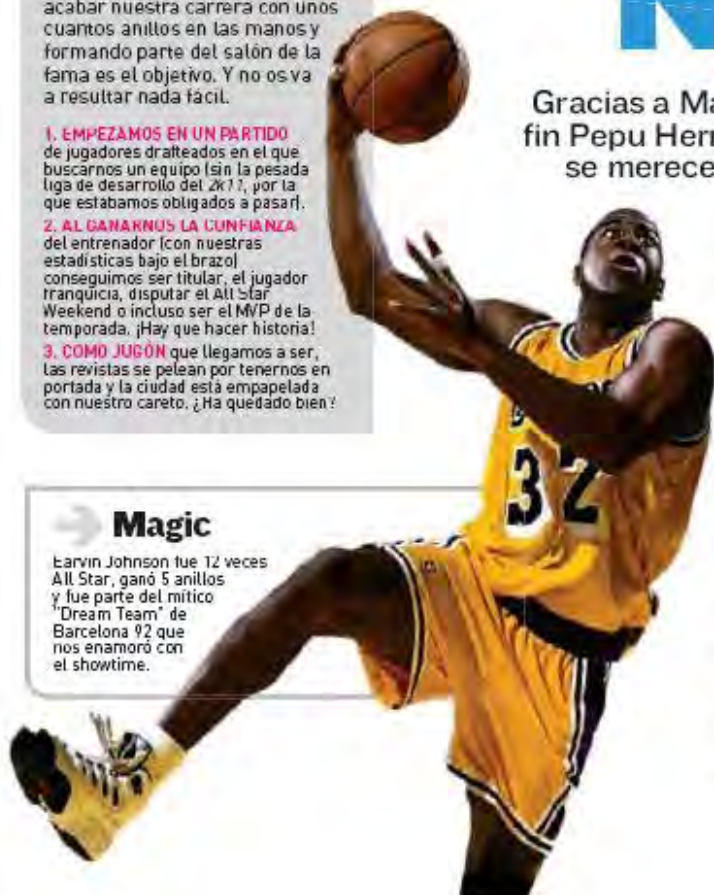 acabar nuestra carrera con unos
cuantos anillos en las manos y
formando parte del salón de la
fama es el objetivo. Y no os va
a resultar nada fácil.
1. EMPEZAMOS EN UN PARTIDO
de jugadores drafteados en el que
buscarnos un equipo (sin la pesada
liga de desarrollo del 2k11, por la
que estábamos obligados a pasar).
2. AL GANARNOS LA CONFIANZA
del entrenador (con nuestras
estadísticas bajo el brazo)
conseguimos ser titular, el jugador
franquicia, disputar el All Star
Weekend o incluso ser el MVP de la
temporada. ¡Hay que hacer historia!
3. COMO JUGÓN que llegamos a ser,
las revistas se pelean por tenernos en
portada y la ciudad está empapelada
con nuestro careto. ¿Ha quedado bien?
Gracias a Ma
fin Pepu Hern
se merece
32
Magic
Earvin Johnson fue 12 veces
All Star, ganó 5 anillos
y fue parte del mítico
"Dream Team" de
Barcelona 92 que
nos enamoró con
el showtime.